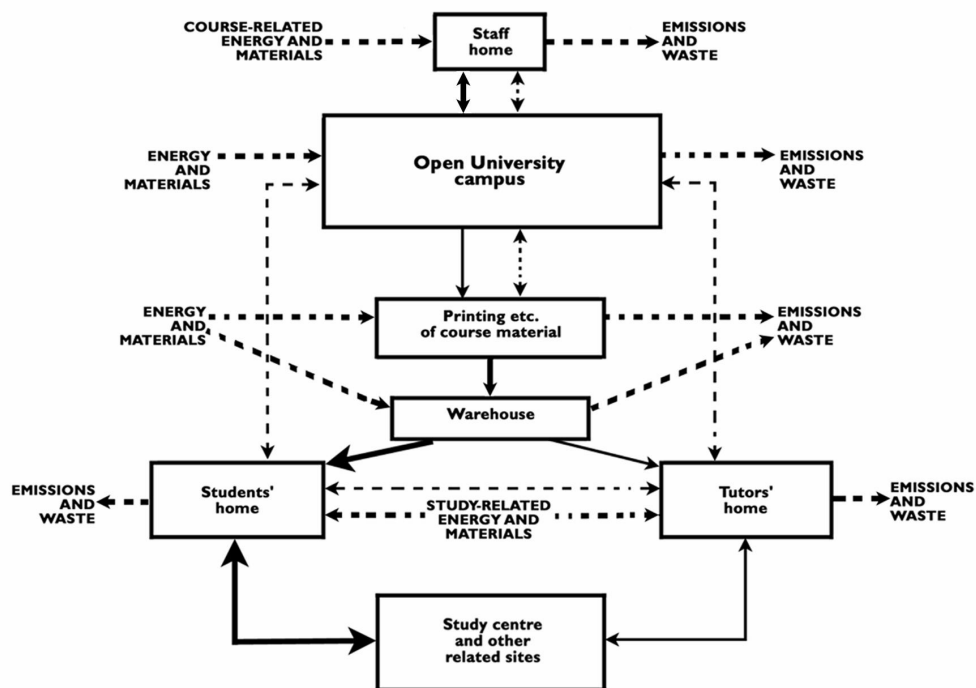 COURSE-RELATED
ENERGY AND
MATERIALS
Staff
home
EMISSIONS
AND
WASTE
ENERGY
AND
MATERIALS
Open University
campus
EMISSIONS
AND
WASTE
ENERGY
AND
MATERIALS
Printing etc.
of course material
EMISSIONS
AND
WASTE
Warehouse
EMISSIONS
AND
WASTE
Students'
home
STUDY-RELATED
ENERGY AND
MATERIALS
Tutors'
home
EMISSIONS
AND
WASTE
Study centre
and other
related sites